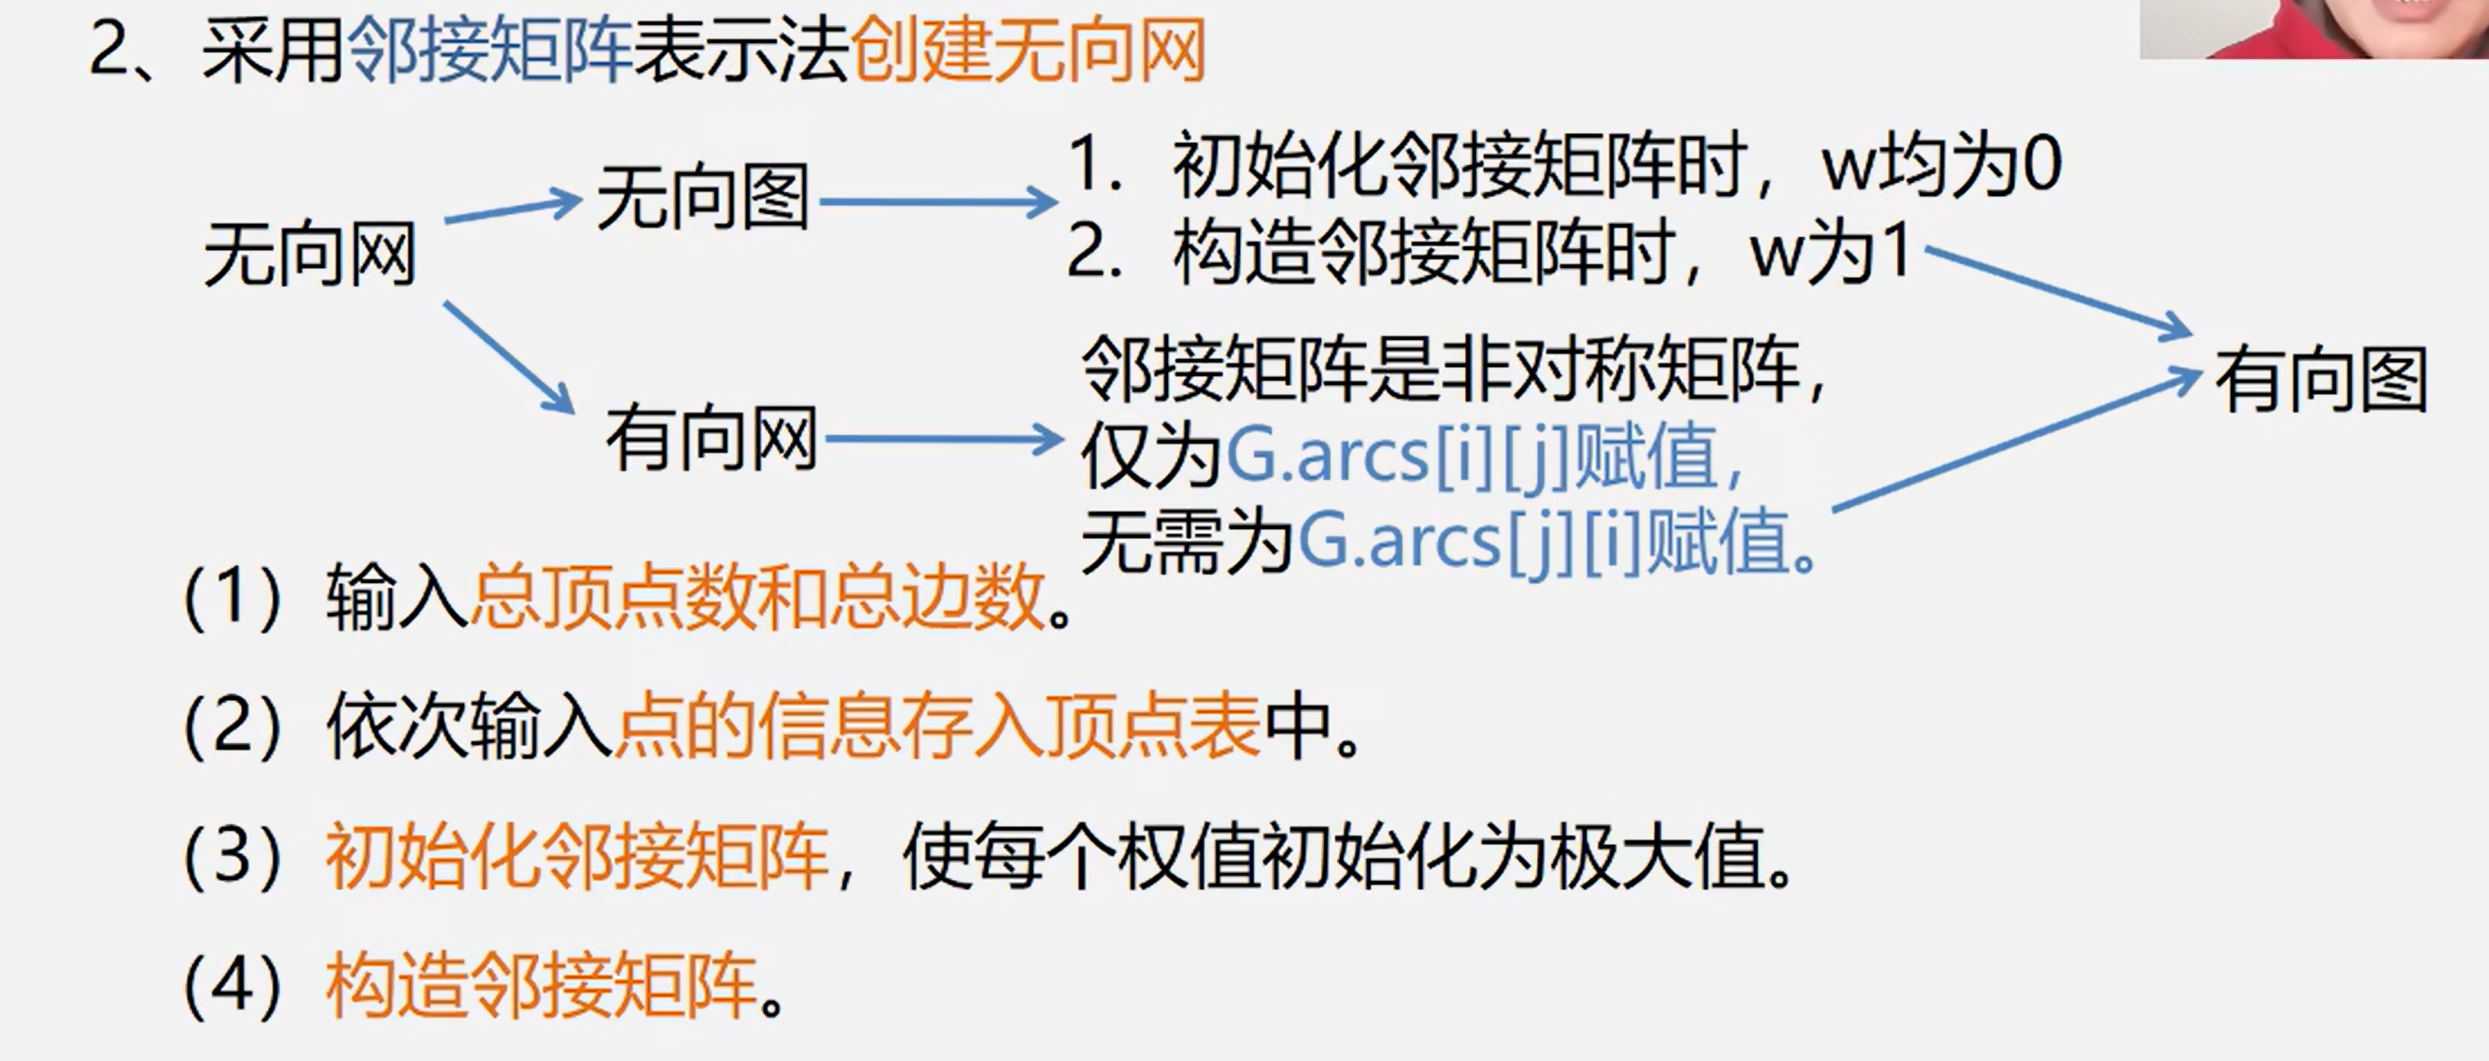 2、采用邻接矩阵表示法创建无向网
无向网
无向图
1. 初始化邻接矩阵时，w均为0
2. 构造邻接矩阵时，w为1
有向网
邻接矩阵是非对称矩阵，
仅为G.arcs[i][j]赋值，
无需为G.arcs[j][i]赋值。
有向图
（1）输入总顶点数和总边数。
（2）依次输入点的信息存入顶点表中。
（3）初始化邻接矩阵，使每个权值初始化为极大值。
（4）构造邻接矩阵。